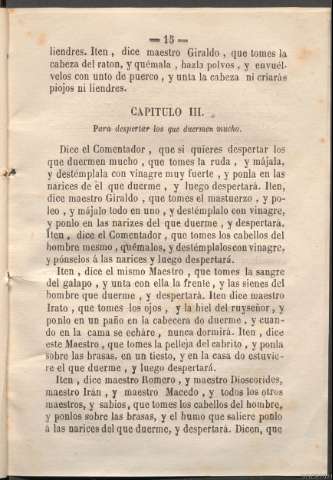 — 15 —
liendres. Iten, dice maestro Giraldo, que tomes la
cabeza del raton, y quémala, hazla polvos, y envuél-
velos con unto de puerco, y unta la cabeza ni criarás
piojos ni liendres.
CAPITULO III.
Para despertar los que duermen mucho.
Dice el Comentador, que si quieres despertar los
que duermen mucho, que tomes la ruda, y májala,
y destémplala con vinagre muy fuerte, y ponla en las
narices de el que duerme, y luego despertará. Iten,
dice maestro Giraldo, que tomes el mastuerzo, y po-
leo, y májalo todo en uno, y destémplalo con vinagre,
y ponlo en las narizes del que duerme, y despertará.
Iten, dice el Comentador, que tomes los cabellos del
hombre mesmo, quémalos, y destémplalos con vinagre,
y pónselos á las narices y luego despertará.
Iten, dice el mismo Maestro, que tomes la sangre
del galapo, y unta con ella la frente, y las sienes del
hombre que duerme, y despertará. Iten dice maestro
Irato, que tomes los ojos, y la hiel del ruyseñor, y
ponlo en un paño en la cabecera do duerme, y cuan-
do en la cama se echáre, nunca dormirá. Iten, dice
este Maestro, que tomes la pelleja del cabrito, y ponla
sobre las brasas, en un tiesto, y en la casa do estuvie-
re el que duerme, y luego despertará.
Iten, dice maestro Romero, y maestro Dioscorides,
maestro Irán, y maestro Macedo, y todos los otros
maestros, y sabios, que tomes los cabellos del hombre,
y ponlos sobre las brasas, y el humo que saliere ponlo
á las narices del que duerme, y despertará. Dicen, que